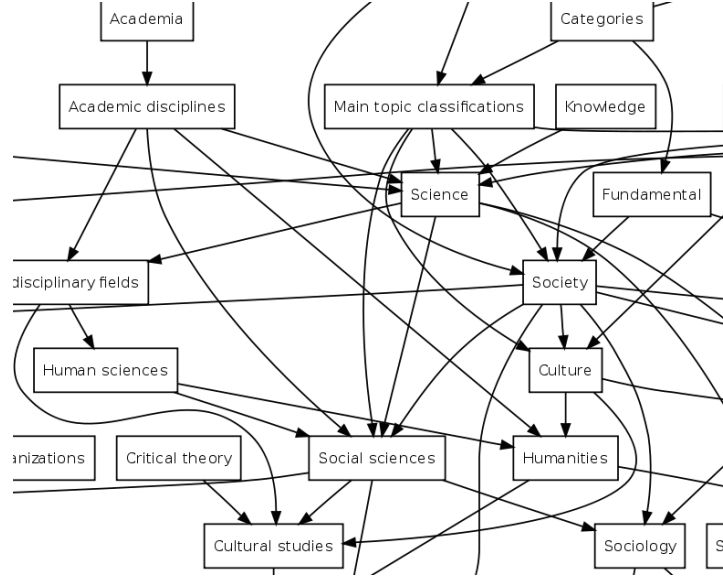 Academia
Categories
Academic disciplines
Main topic classifications
Knowledge
Science
Fundamental
disciplinary fields
Society
Human sciences
Culture
anizations
Critical theory
Social sciences
Humanities
Cultural studies
Sociology
S